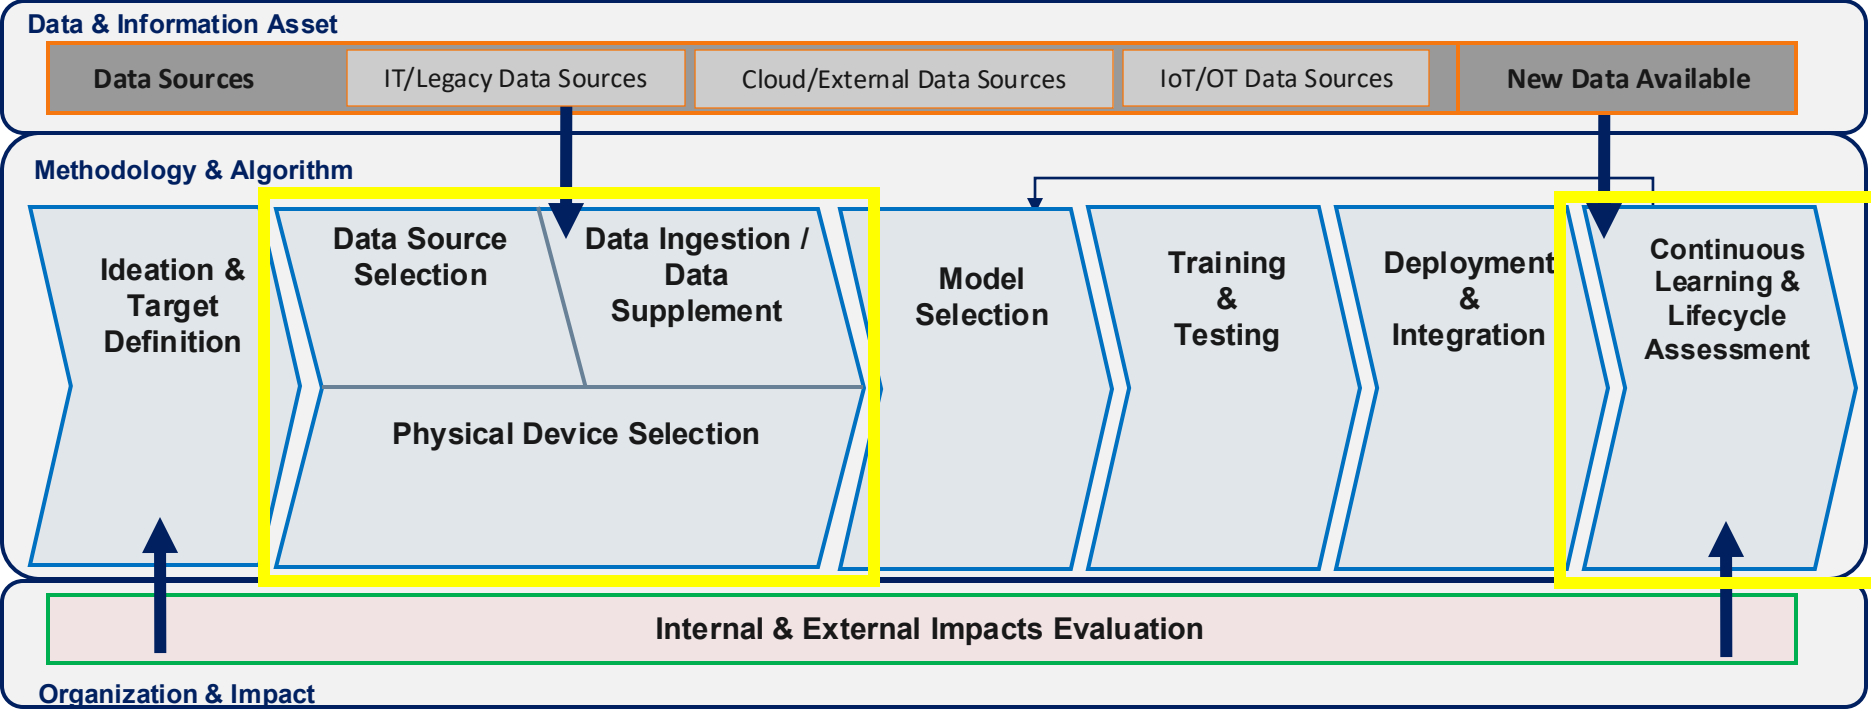 Data & Information Asset
Data Sources
IT/Legacy Data Sources
Cloud/External Data Sources
IoT/OT Data Sources
New Data Available
Methodology & Algorithm
Ideation &
Target
Definition
Data Source
Selection
Data Ingestion /
Data
Supplement
Physical Device Selection
Model
Selection
Training
&
Testing
Deployment
&
Integration
Continuous
Learning &
Lifecycle
Assessment
Internal & External Impacts Evaluation
Organization & Impact